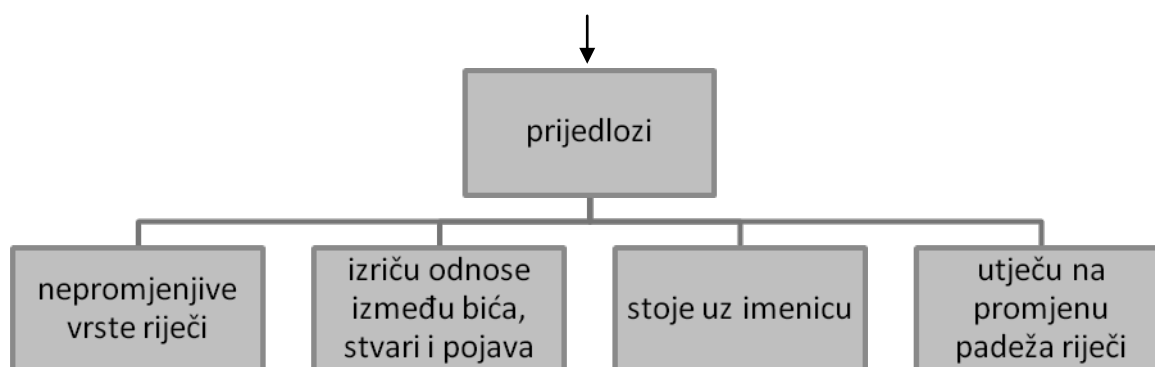 prijedlozi
nepromjenjive
vrste riječi
izriču odnose
između bića,
stvari i pojava
stoje uz imenicu
utječu na
promjenu
padeža riječi